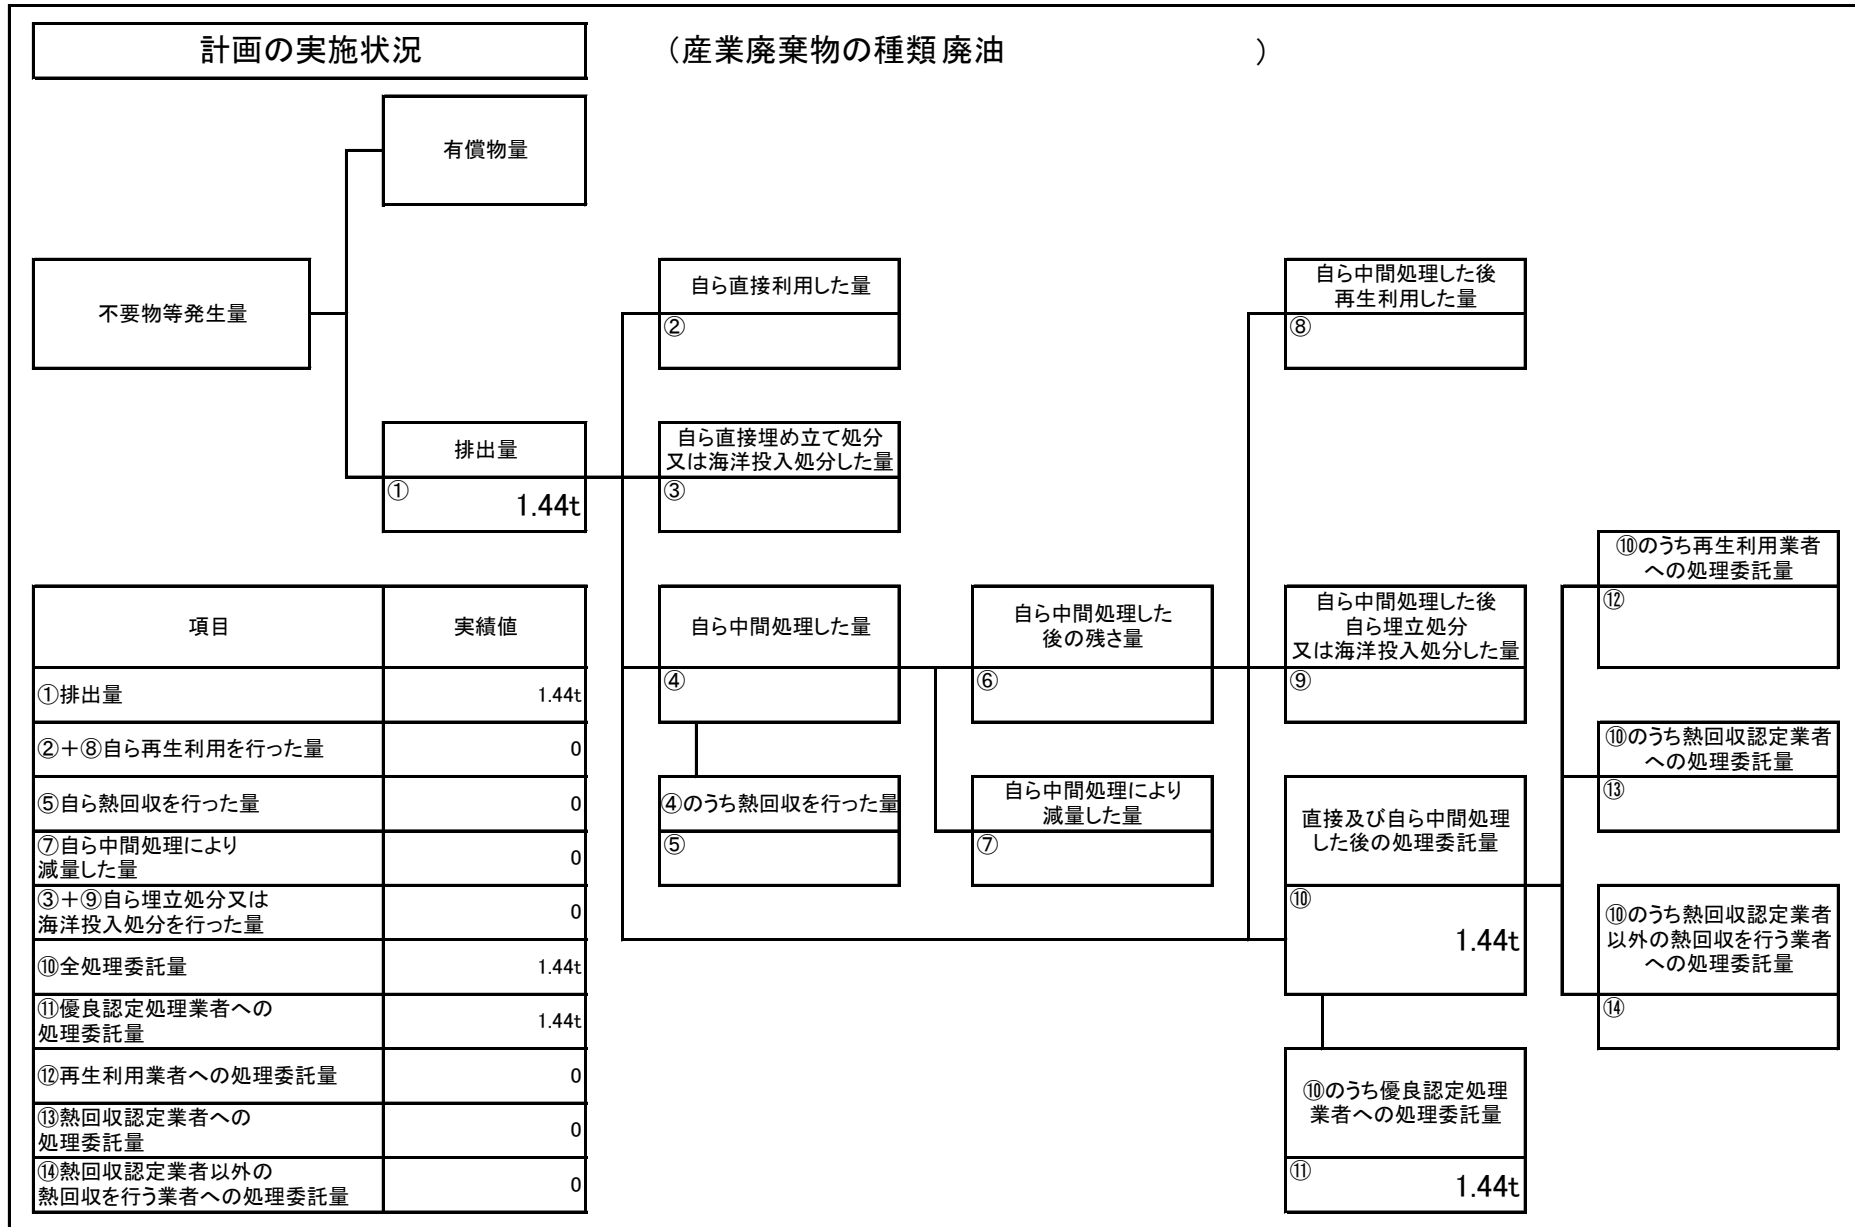 計画の実施状況
（産業廃棄物の種類 廃油　　　　　　　　）
有償物量
不要物等発生量
自ら直接利用した量
②
自ら中間処理した後
再生利用した量
⑧
排出量
① 1.44t
自ら直接埋め立て処分
又は海洋投入処分した量
③
⑩のうち再生利用業者
への処理委託量
⑫
自ら中間処理した量
④
自ら中間処理した
後の残さ量
⑥
自ら中間処理した後
自ら埋立処分
又は海洋投入処分した量
⑨
⑩のうち熱回収認定業者
への処理委託量
⑬
④のうち熱回収を行った量
⑤
自ら中間処理により
減量した量
⑦
直接及び自ら中間処理
した後の処理委託量
⑩
1.44t
⑩のうち熱回収認定業者
以外の熱回収を行う業者
への処理委託量
⑭
⑩のうち優良認定処理
業者への処理委託量
⑪ 1.44t
項目 実績値
①排出量 1.44t
②＋⑧自ら再生利用を行った量 0
⑤自ら熱回収を行った量 0
⑦自ら中間処理により
減量した量 0
③＋⑨自ら埋立処分又は
海洋投入処分を行った量 0
⑩全処理委託量 1.44t
⑪優良認定処理業者への
処理委託量 1.44t
⑫再生利用業者への処理委託量 0
⑬熱回収認定業者への
処理委託量 0
⑭熱回収認定業者以外の
熱回収を行う業者への処理委託量 0